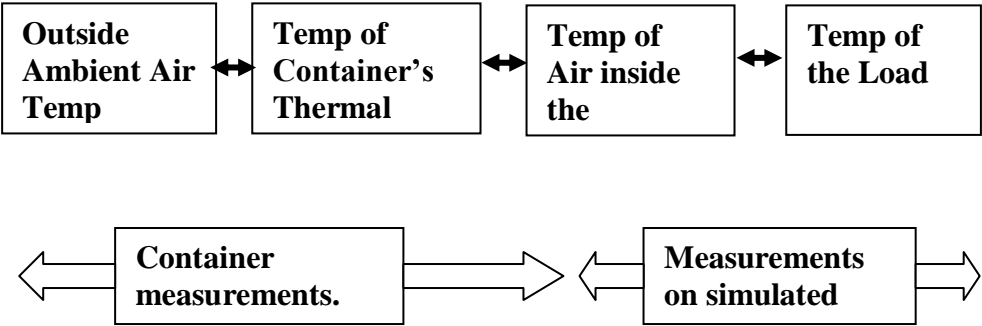 Outside
Ambient Air
Temp
Temp of
Container's
Thermal
Temp of
Air inside
the
Temp of
the Load
Container
measurements.
Measurements
on simulated